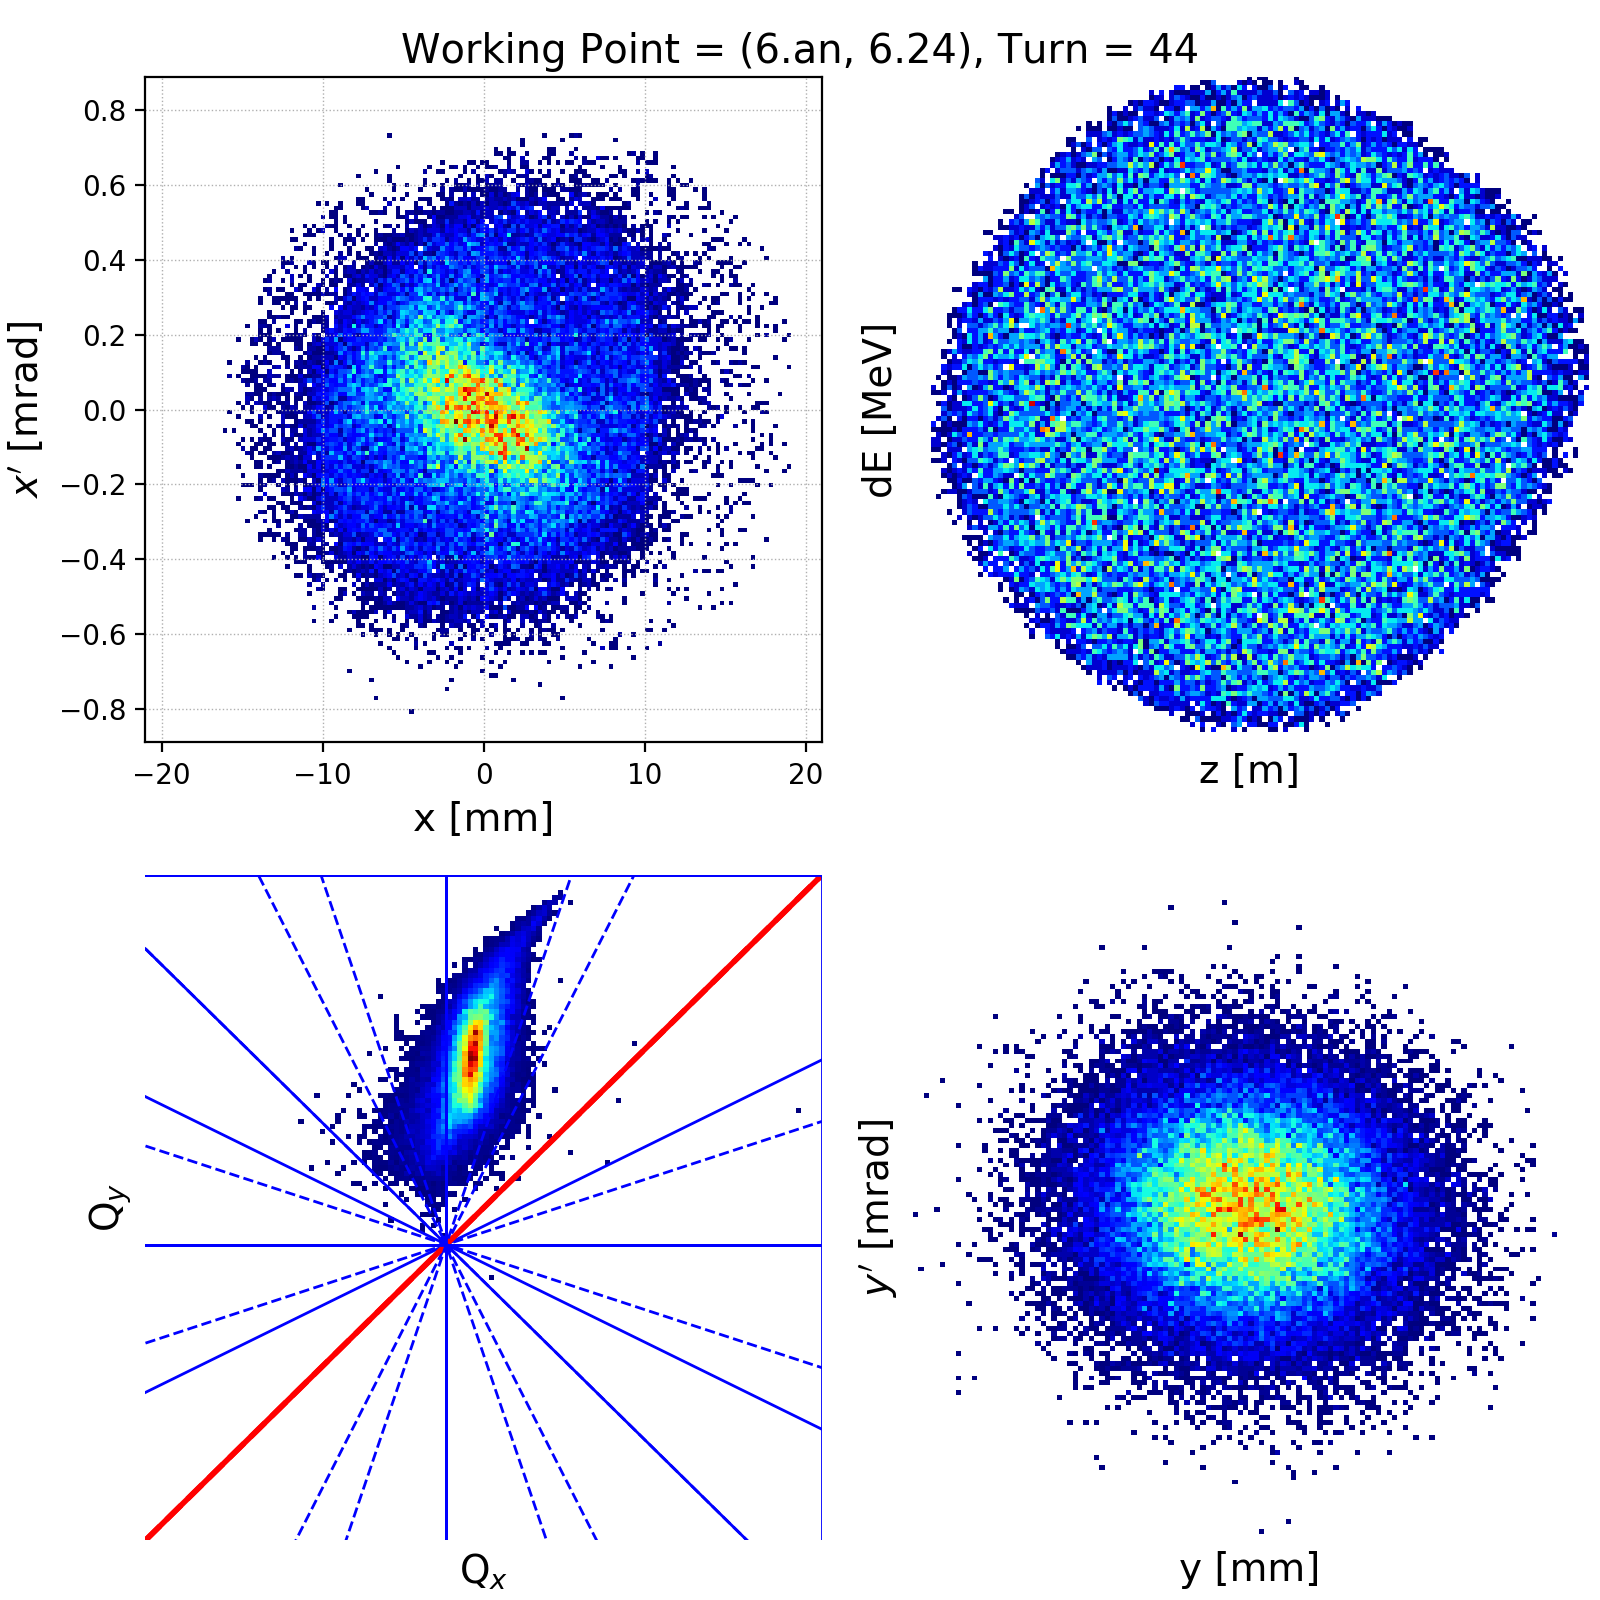 Working Point = (6.an, 6.24), Turn = 44
x′ [mrad]
0.8
0.6
0.4
0.2
0.0
−0.2
−0.4
−0.6
−0.8
−20 −10 0 10 20
x [mm]
dE [MeV]
z [m]
Qy
Qx
y′ [mrad]
y [mm]